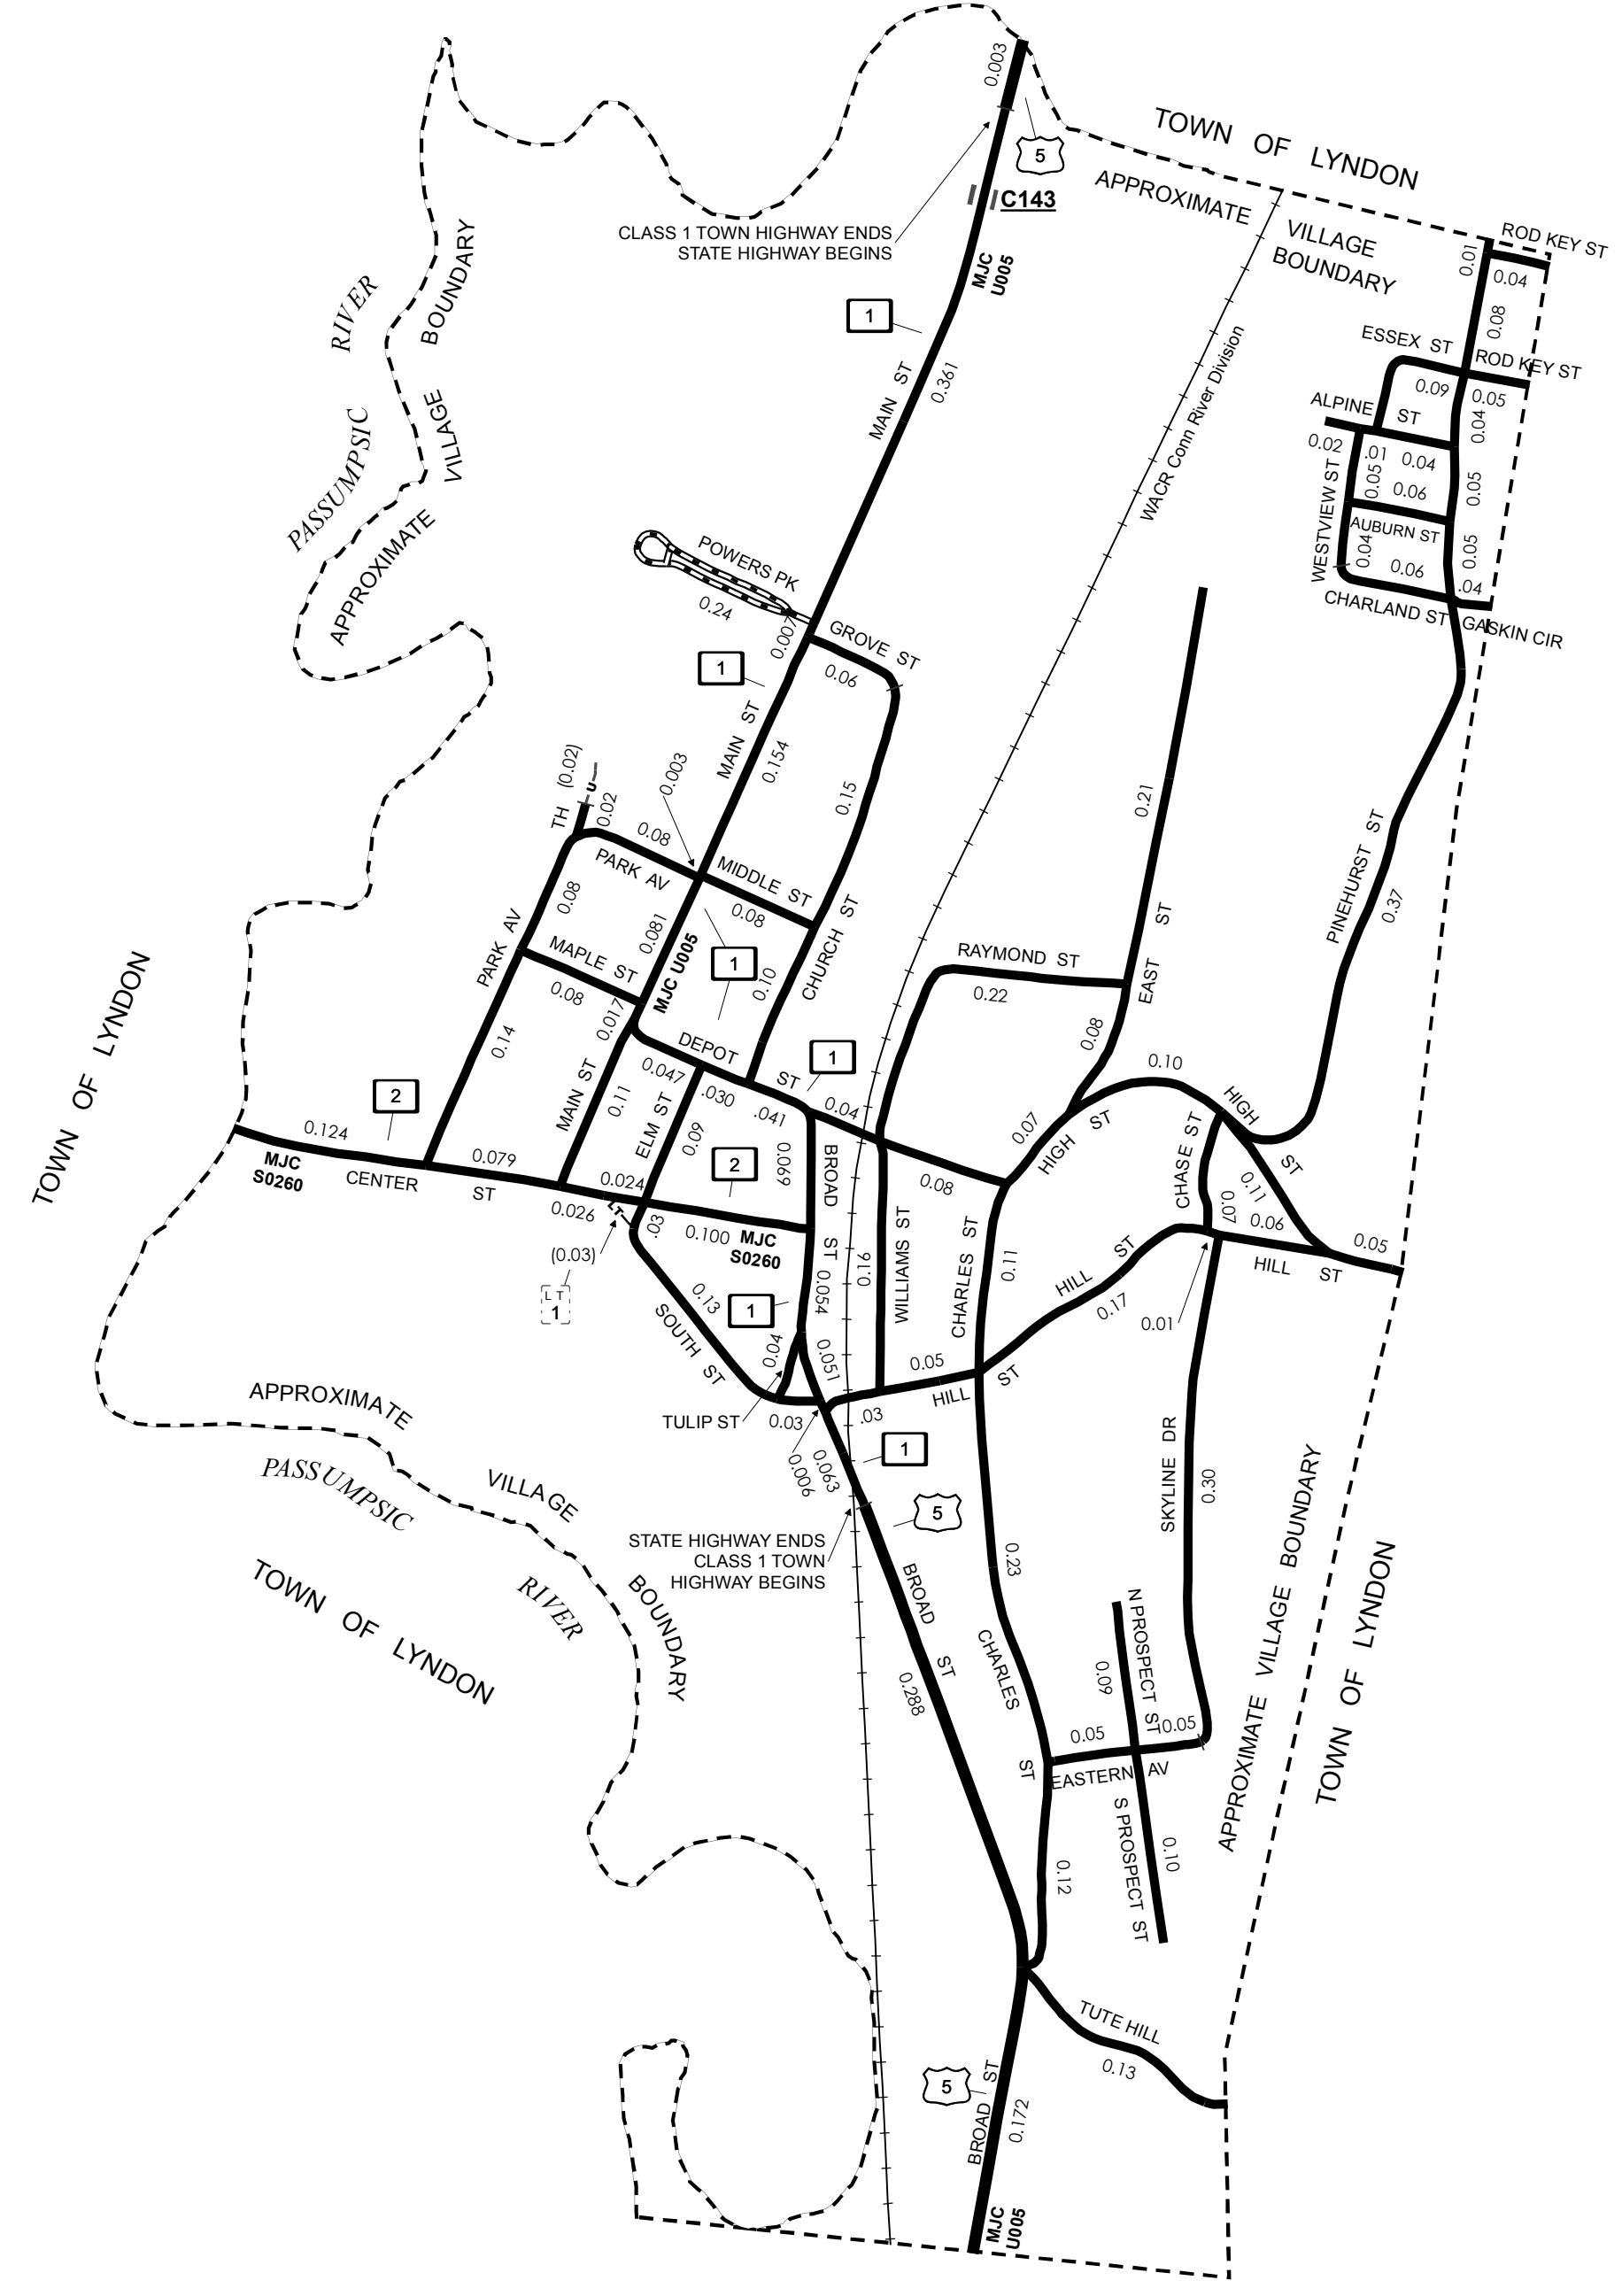 0.003
TOWN OF LYNDON
5
C143
APPROXIMATE
VILLAGE
BOUNDARY
CLASS 1 TOWN HIGHWAY ENDS
STATE HIGHWAY BEGINS
MJC
U005
1
MAIN ST
0.361
WACR Conn River Division
ROD KEY ST
0.01
0.04
0.08
ESSEX ST
ROD KEY ST
0.09
0.05
0.04
ALPINE ST
0.02
.01
0.04
0.05
0.06
0.05
WESTVIEW ST
AUBURN ST
0.04
0.06
0.05
.04
CHARLAND ST
GASKIN CIR
PASSUMPSIC RIVER
APPROXIMATE VILLAGE BOUNDARY
POWERS PK
0.24
0.007
GROVE ST
0.06
1
MAIN ST
0.154
0.15
0.003
TH (0.02)
0.02
0.08
PARK AV
MIDDLE ST
0.08
0.08
PARK AV
0.081
MJC U005
1
MAPLE ST
0.08
0.017
0.10
CHURCH ST
0.14
DEPOT ST
1
0.047
.030
.041
0.04
MAIN ST
0.11
ELM ST
0.09
RAYMOND ST
0.22
0.21
EAST ST
0.08
PINEHURST ST
0.37
0.10
0.07
HIGH ST
HIGH ST
CHASE ST
0.11
0.07
0.06
0.05
HILL ST
TOWN OF LYNDON
2
0.124
MJC
S0260
CENTER ST
0.079
0.026
0.024
LT
.03
(0.03)
LT
1
2
0.069
BROAD ST
0.100
MJC
S0260
0.08
0.16
WILLIAMS ST
CHARLES ST
0.11
HILL ST
0.17
0.01
0.13
SOUTH ST
1
0.054
0.04
0.051
TULIP ST
0.03
.03
0.05
HILL ST
0.006
0.063
1
5
STATE HIGHWAY ENDS
CLASS 1 TOWN
HIGHWAY BEGINS
SKYLINE DR
0.30
APPROXIMATE
VILLAGE
BOUNDARY
PASSUMPSIC
RIVER
TOWN OF LYNDON
BROAD ST
0.288
0.23
CHARLES ST
N PROSPECT ST
0.09
0.05
0.05
EASTERN AV
S PROSPECT ST
0.10
0.12
APPROXIMATE VILLAGE BOUNDARY
TOWN OF LYNDON
TUTE HILL
0.13
5
BROAD ST
0.172
MJC
U005